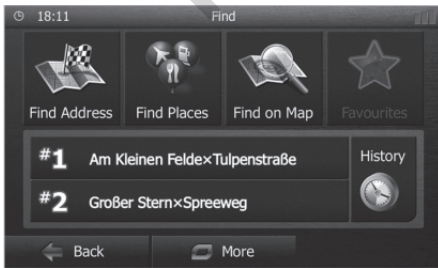 18:11 Find
Find Address Find Places Find on Map Favourites
#1 Am Kleinen Felde×Tulpenstraße History
#2 Großer Stern×Spreeweg
Back More